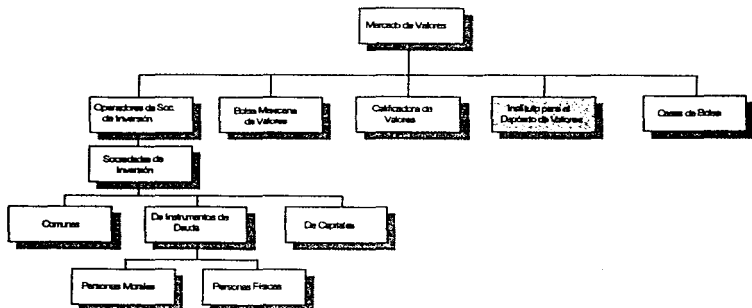 Mercado de Valores
Operadores de Soc.
de Inversión
Bolsa Mexicana
de Valores
Calificadora de
Valores
Instituto para el
Depósito de Valores
Casas de Bolsa
Sociedades de
Inversión
Comunes
De Instrumentos de
Deuda
De Capitales
Personas Morales
Personas Físicas